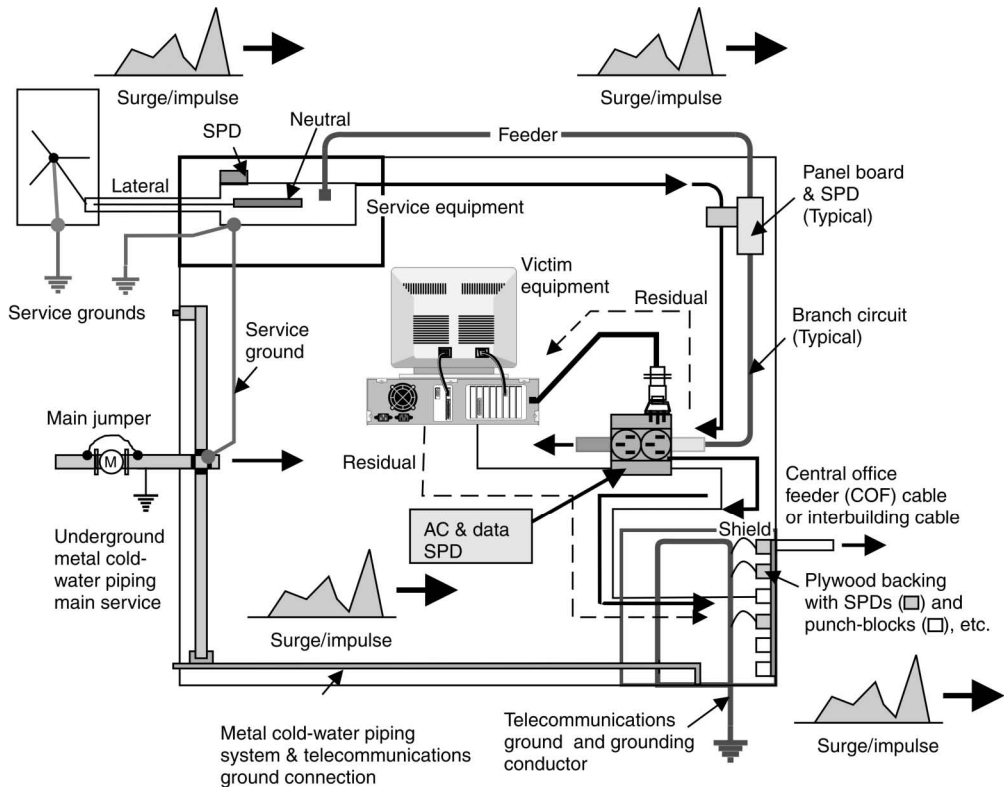 Surge/impulse
Surge/impulse
SPD
Neutral
Feeder
Lateral
Service equipment
Panel board
& SPD
(Typical)
Victim
equipment
Residual
Service grounds
Service
ground
Branch circuit
(Typical)
Main jumper
M
Residual
Central office
feeder (COF) cable
or interbuilding cable
AC & data
SPD
Shield
Underground
metal cold-
water piping
main service
Plywood backing
with SPDs (□) and
punch-blocks (□), etc.
Surge/impulse
Metal cold-water piping
system & telecommunications
ground connection
Telecommunications
ground and grounding
conductor
Surge/impulse